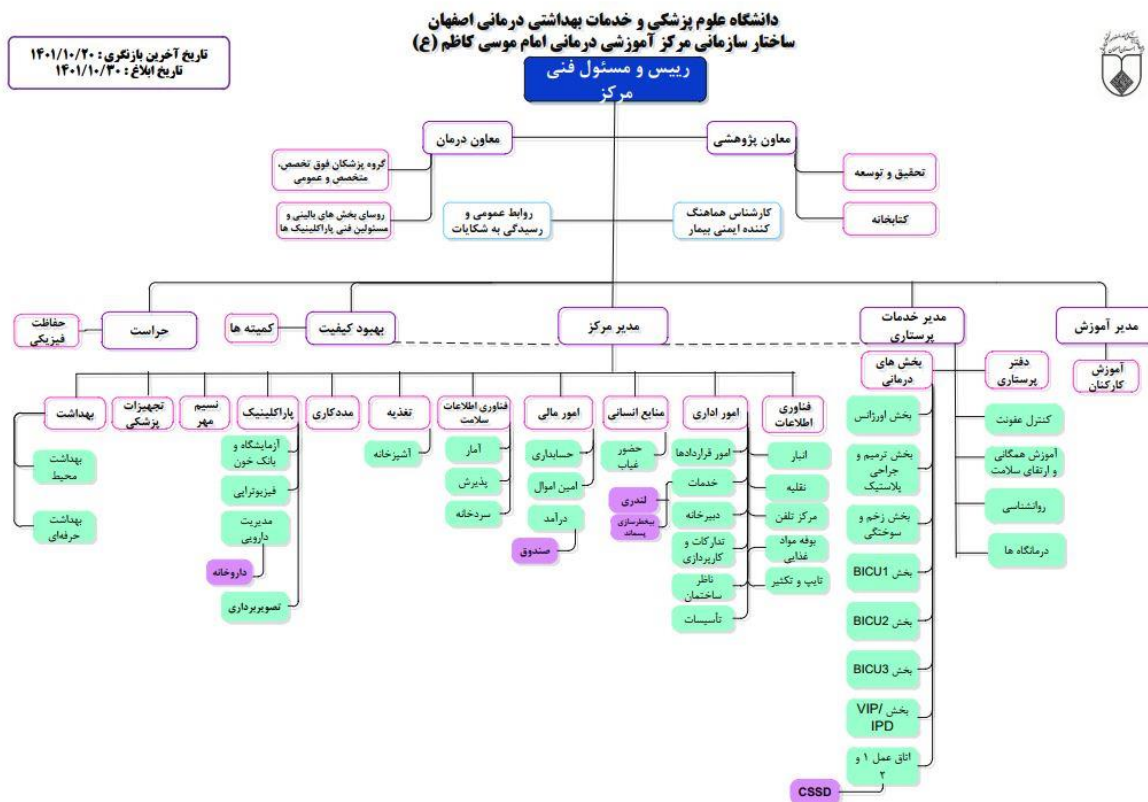 دانشگاه علوم پزشکی و خدمات بهداشتی درمانی اصفهان
ساختار سازمانی مرکز آموزشی درمانی امام موسی کاظم (ع)
تاریخ آخرین بازنگری : ۱۴۰۱/۱۰/۲۰
تاریخ ابلاغ : ۱۴۰۱/۱۰/۳۰
رییس و مسئول فنی
مرکز
معاون پژوهشی
معاون درمان
تحقیق و توسعه
کتابخانه
گروه پزشکان فوق تخصص،
متخصص و عمومی
روسای بخش های بالینی و
مسئولین فنی پاراکلینیک ها
کارشناس هماهنگ
کننده ایمنی بیمار
روابط عمومی و
رسیدگی به شکایات
مدیر آموزش
مدیر خدمات
پرستاری
مدیر مرکز
بهبود کیفیت
کمیته ها
حراست
حفاظت
فیزیکی
آموزش
کارکنان
دفتر
پرستاری
بخش های
درمانی
کنترل عفونت
آموزش همگانی
و ارتقای سلامت
روانشناسی
درمانگاه ها
بخش اورژانس
بخش ترمیم و
جراحی
پلاستیک
بخش زخم و
سوختگی
بخش BICU1
بخش BICU2
بخش BICU3
بخش VIP/
IPD
اتاق عمل ۱ و
۲
CSSD
فناوری
اطلاعات
امور اداری
منابع انسانی
امور مالی
فناوری اطلاعات
سلامت
تغذیه
مددکاری
پاراکلینیک
نسیم
مهر
تجهیزات
پزشکی
بهداشت
انبار
نقلیه
مرکز تلفن
بوفه مواد
غذایی
تایپ و تکثیر
امور قراردادها
خدمات
دبیرخانه
تدارکات و
کارپردازی
ناظر
ساختمان
تأسیسات
حضور
غیاب
لندری
بیخطرسازی
پسماند
حسابداری
امین اموال
درآمد
صندوق
آمار
پذیرش
سردخانه
آشپزخانه
آزمایشگاه و
بانک خون
فیزیوتراپی
مدیریت
دارویی
داروخانه
تصویربرداری
بهداشت
محیط
بهداشت
حرفه‌ای